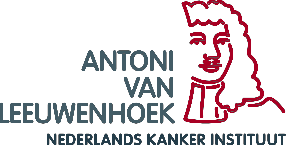 ANTONI
VAN
LEEUWENHOEK
NEDERLANDS KANKER INSTITUUT